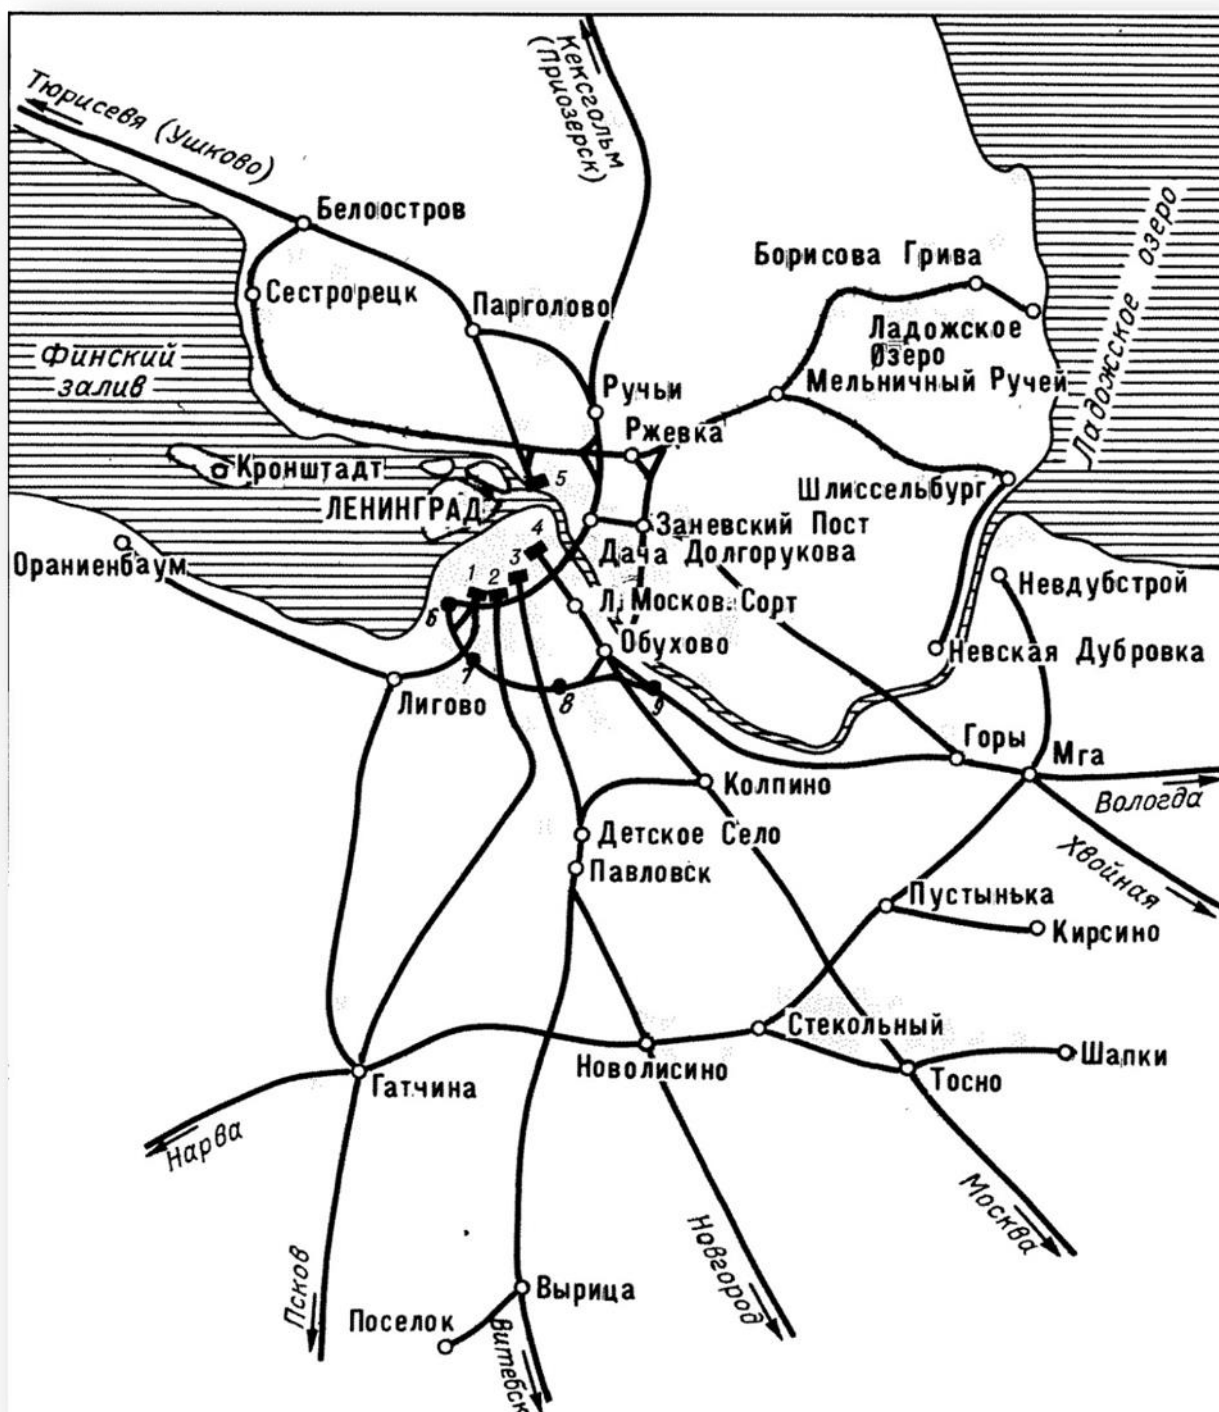 Кексгольм
(Приозерск)
Тюрисевя (Ушково)
Белоостров
Ладожское озеро
Борисова Грива
Сестрорецк
Парголово
Ладожское
Озеро
Финский
залив
Мельничный Ручей
Ручьи
Ржевка
Кронштадт
5
Шлиссельбург
ЛЕНИНГРАД
4
Заневский Пост
3
Дача Долгорукова
Ораниенбаум
1
2
Невдубстрой
6
Л. Москов. Сорт
Обухово
Невская Дубровка
7
8
9
Лигово
Горы
Мга
Колпино
Вологда
Детское Село
Хвойная
Павловск
Пустынька
Кирсино
Стекольный
Новолисино
Шапки
Гатчина
Тосно
Нарва
Москва
Новгород
Псков
Вырица
Поселок
Витебск